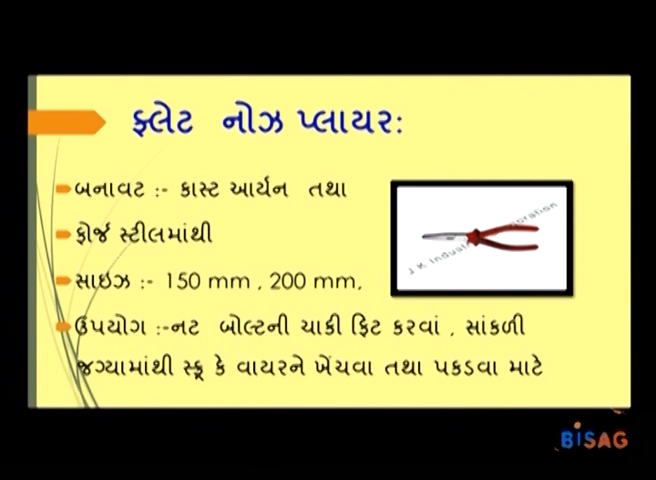 ફ્લેટ નોઝ પ્લાયર:
બનાવટ :- કાસ્ટ આર્યન તથા
ફોર્જ સ્ટીલમાંથી
સાઇઝ :- 150 mm , 200 mm,
ઉપયોગ :-નટ બોલ્ટની ચાકી ફિટ કરવાં , સાંકળી
જગ્યામાંથી સ્ક્રૂ કે વાયરને ખેંચવા તથા પકડવા માટે
BISAG